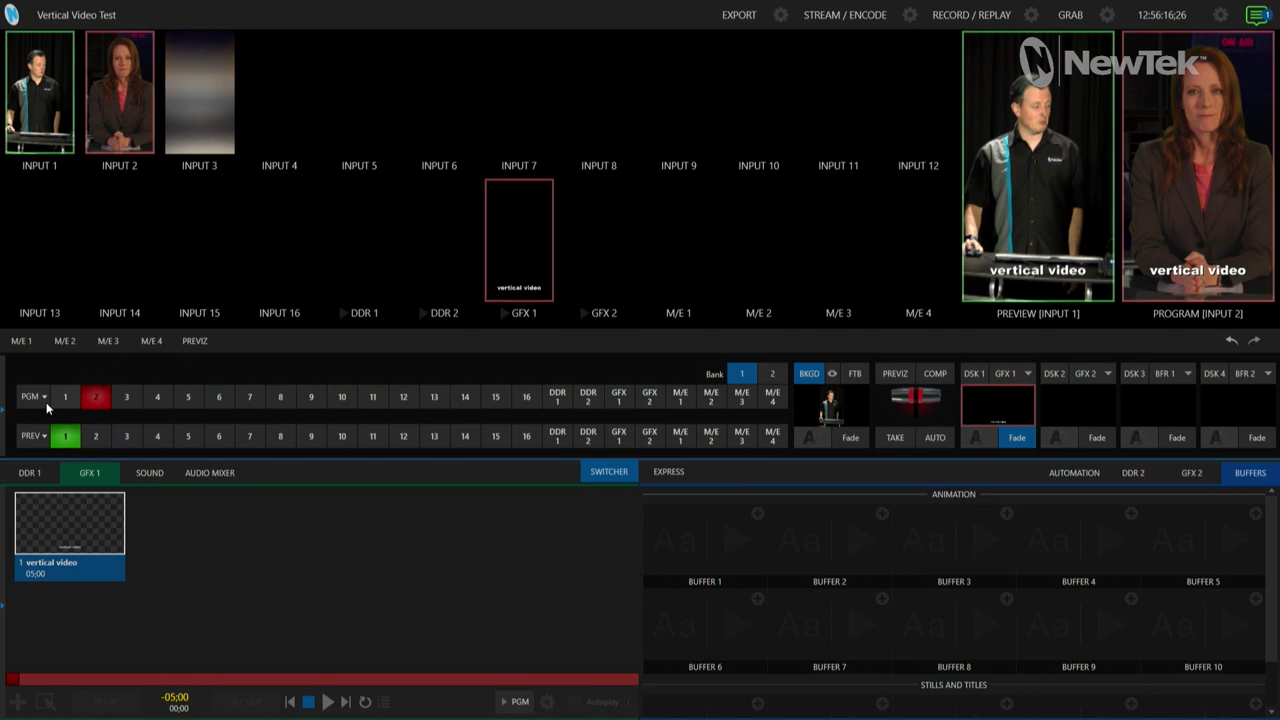 Vertical Video Test
EXPORT
STREAM / ENCODE
RECORD / REPLAY
GRAB
12:56:16;26
1
ON AIR
NewTek™
INPUT 1
INPUT 2
INPUT 3
INPUT 4
INPUT 5
INPUT 6
INPUT 7
INPUT 8
INPUT 9
INPUT 10
INPUT 11
INPUT 12
vertical video
vertical video
vertical video
INPUT 13
INPUT 14
INPUT 15
INPUT 16
DDR 1
DDR 2
GFX 1
GFX 2
M/E 1
M/E 2
M/E 3
M/E 4
PREVIEW [INPUT 1]
PROGRAM [INPUT 2]
M/E 1
M/E 2
M/E 3
M/E 4
PREVIZ
Bank
1
2
BKGD
FTB
PREVIZ
COMP
DSK 1
GFX 1
DSK 2
GFX 2
DSK 3
BFR 1
DSK 4
BFR 2
PGM
1
2
3
4
5
6
7
8
9
10
11
12
13
14
15
16
DDR 1
DDR 2
GFX 1
GFX 2
M/E 1
M/E 2
M/E 3
M/E 4
PREV
1
2
3
4
5
6
7
8
9
10
11
12
13
14
15
16
DDR 1
DDR 2
GFX 1
GFX 2
M/E 1
M/E 2
M/E 3
M/E 4
A
Fade
TAKE
AUTO
A
Fade
A
Fade
A
Fade
A
Fade
DDR 1
GFX 1
SOUND
AUDIO MIXER
SWITCHER
EXPRESS
AUTOMATION
DDR 2
GFX 2
BUFFERS
vertical video
1 vertical video
05;00
ANIMATION
Aa
Aa
Aa
Aa
Aa
BUFFER 1
BUFFER 2
BUFFER 3
BUFFER 4
BUFFER 5
Aa
Aa
Aa
Aa
Aa
BUFFER 6
BUFFER 7
BUFFER 8
BUFFER 9
BUFFER 10
STILLS AND TITLES
SET IN
-05;00
00;00
SET OUT
PGM
Autoplay